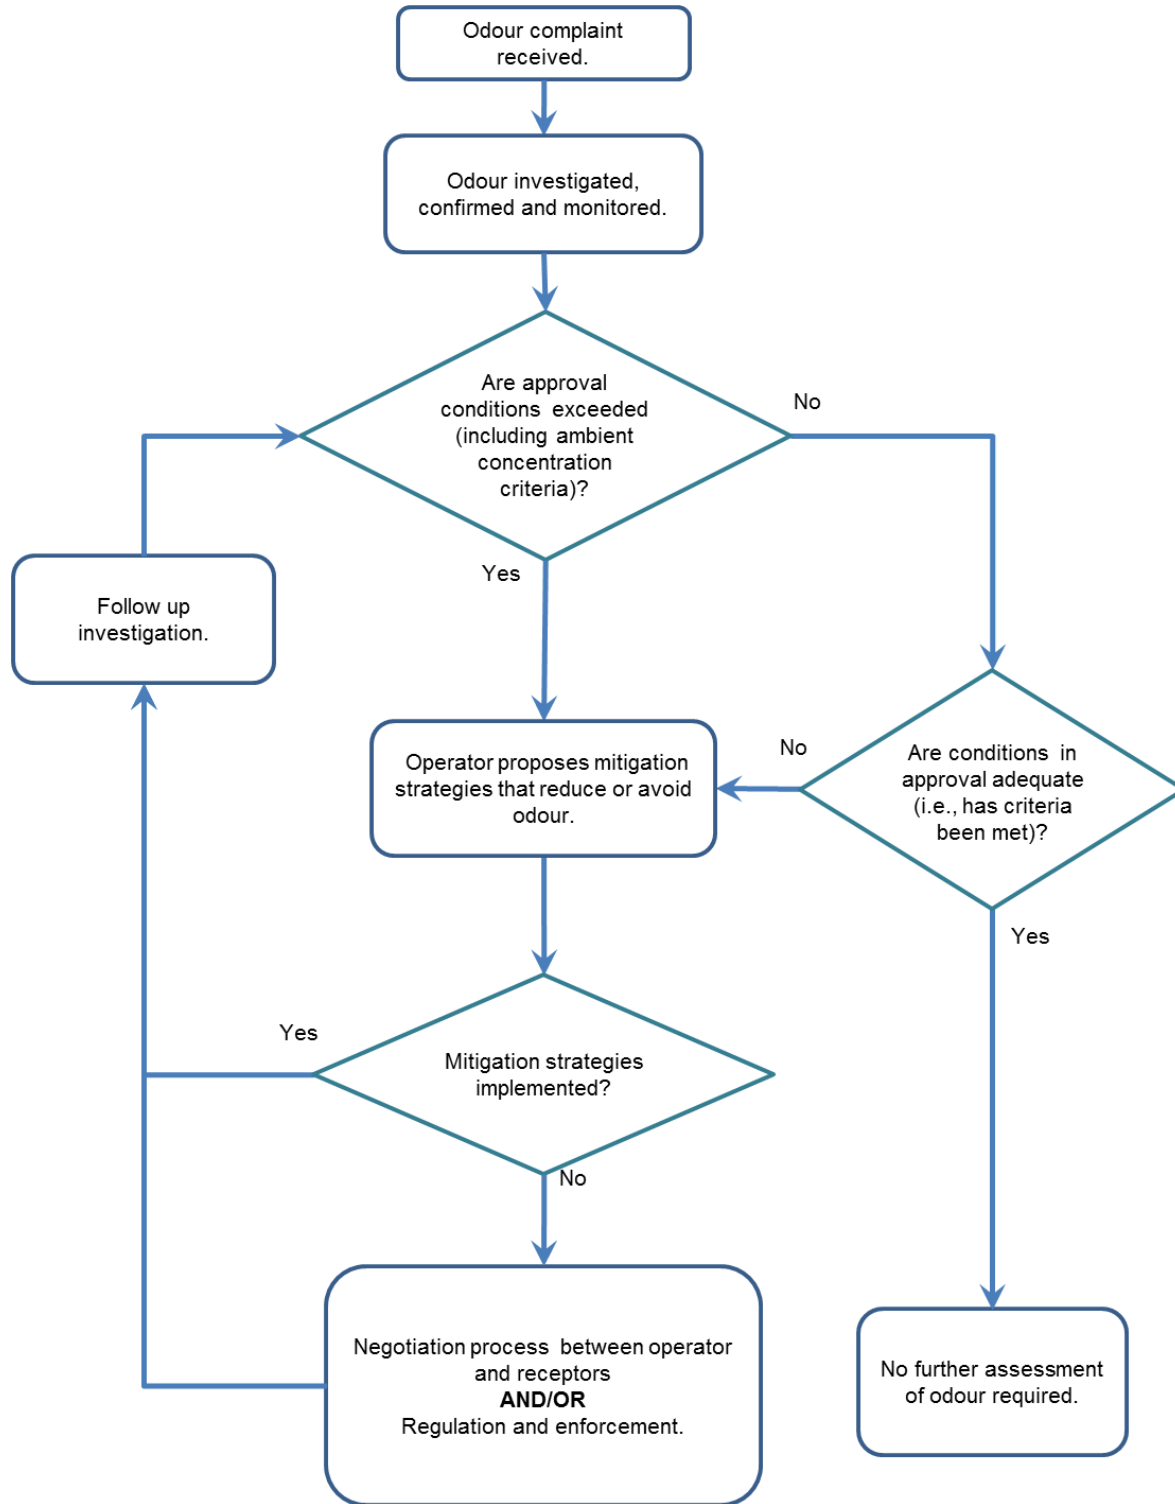 Odour complaint
received.
Odour investigated,
confirmed and monitored.
Are approval
conditions exceeded
(including ambient
concentration
criteria)?
No
Yes
Follow up
investigation.
Operator proposes mitigation
strategies that reduce or avoid
odour.
No
Are conditions in
approval adequate
(i.e., has criteria
been met)?
Yes
Yes
Mitigation strategies
implemented?
No
Negotiation process between operator
and receptors
AND/OR
Regulation and enforcement.
No further assessment
of odour required.